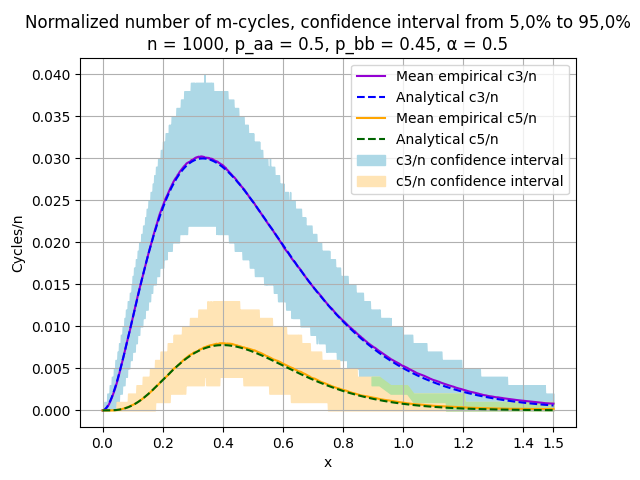 Normalized number of m-cycles, confidence interval from 5,0% to 95,0%
n = 1000, p_aa = 0.5, p_bb = 0.45, α = 0.5
Mean empirical c3/n
Analytical c3/n
Mean empirical c5/n
Analytical c5/n
c3/n confidence interval
c5/n confidence interval
Cycles/n
0.040
0.035
0.030
0.025
0.020
0.015
0.010
0.005
0.000
0.0 0.2 0.4 0.6 0.8 1.0 1.2 1.4 1.5
x